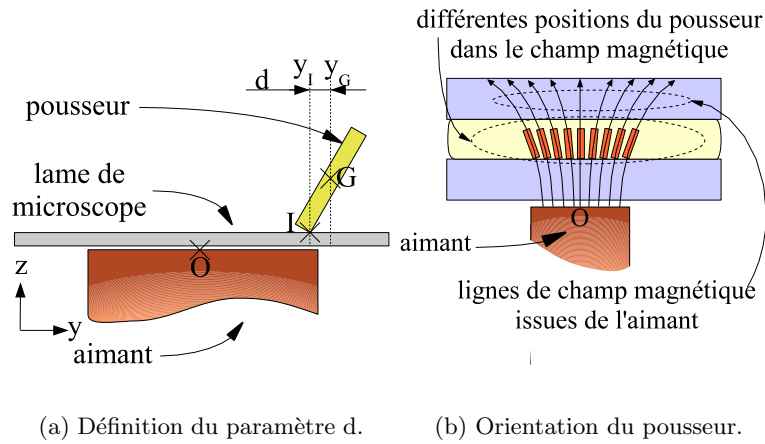 d
y_I y_G
pousseur
lame de
microscope
G
I
O
z
y
aimant
(a) Définition du paramètre d.
différentes positions du pousseur
dans le champ magnétique
O
aimant
lignes de champ magnétique
issues de l'aimant
(b) Orientation du pousseur.